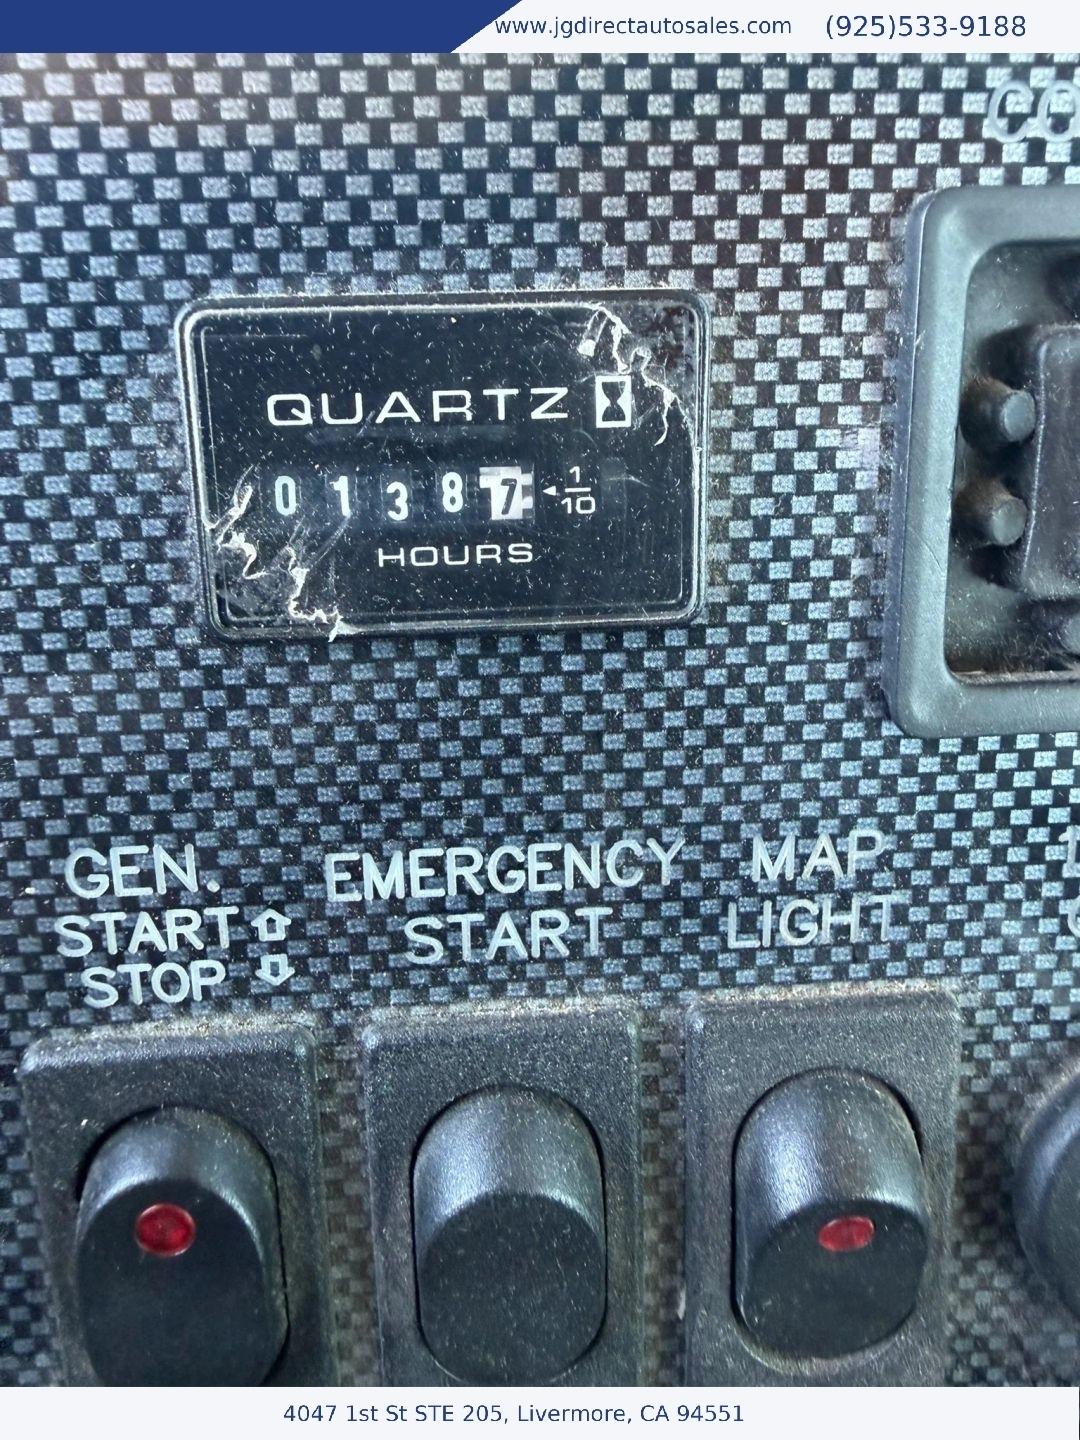 www.jgdirectautosales.com (925)533-9188
CO
QUARTZ
0 1 3 8 7 1/10
HOURS
GEN.
START
STOP
EMERGENCY
START
MAP
LIGHT
4047 1st St STE 205, Livermore, CA 94551